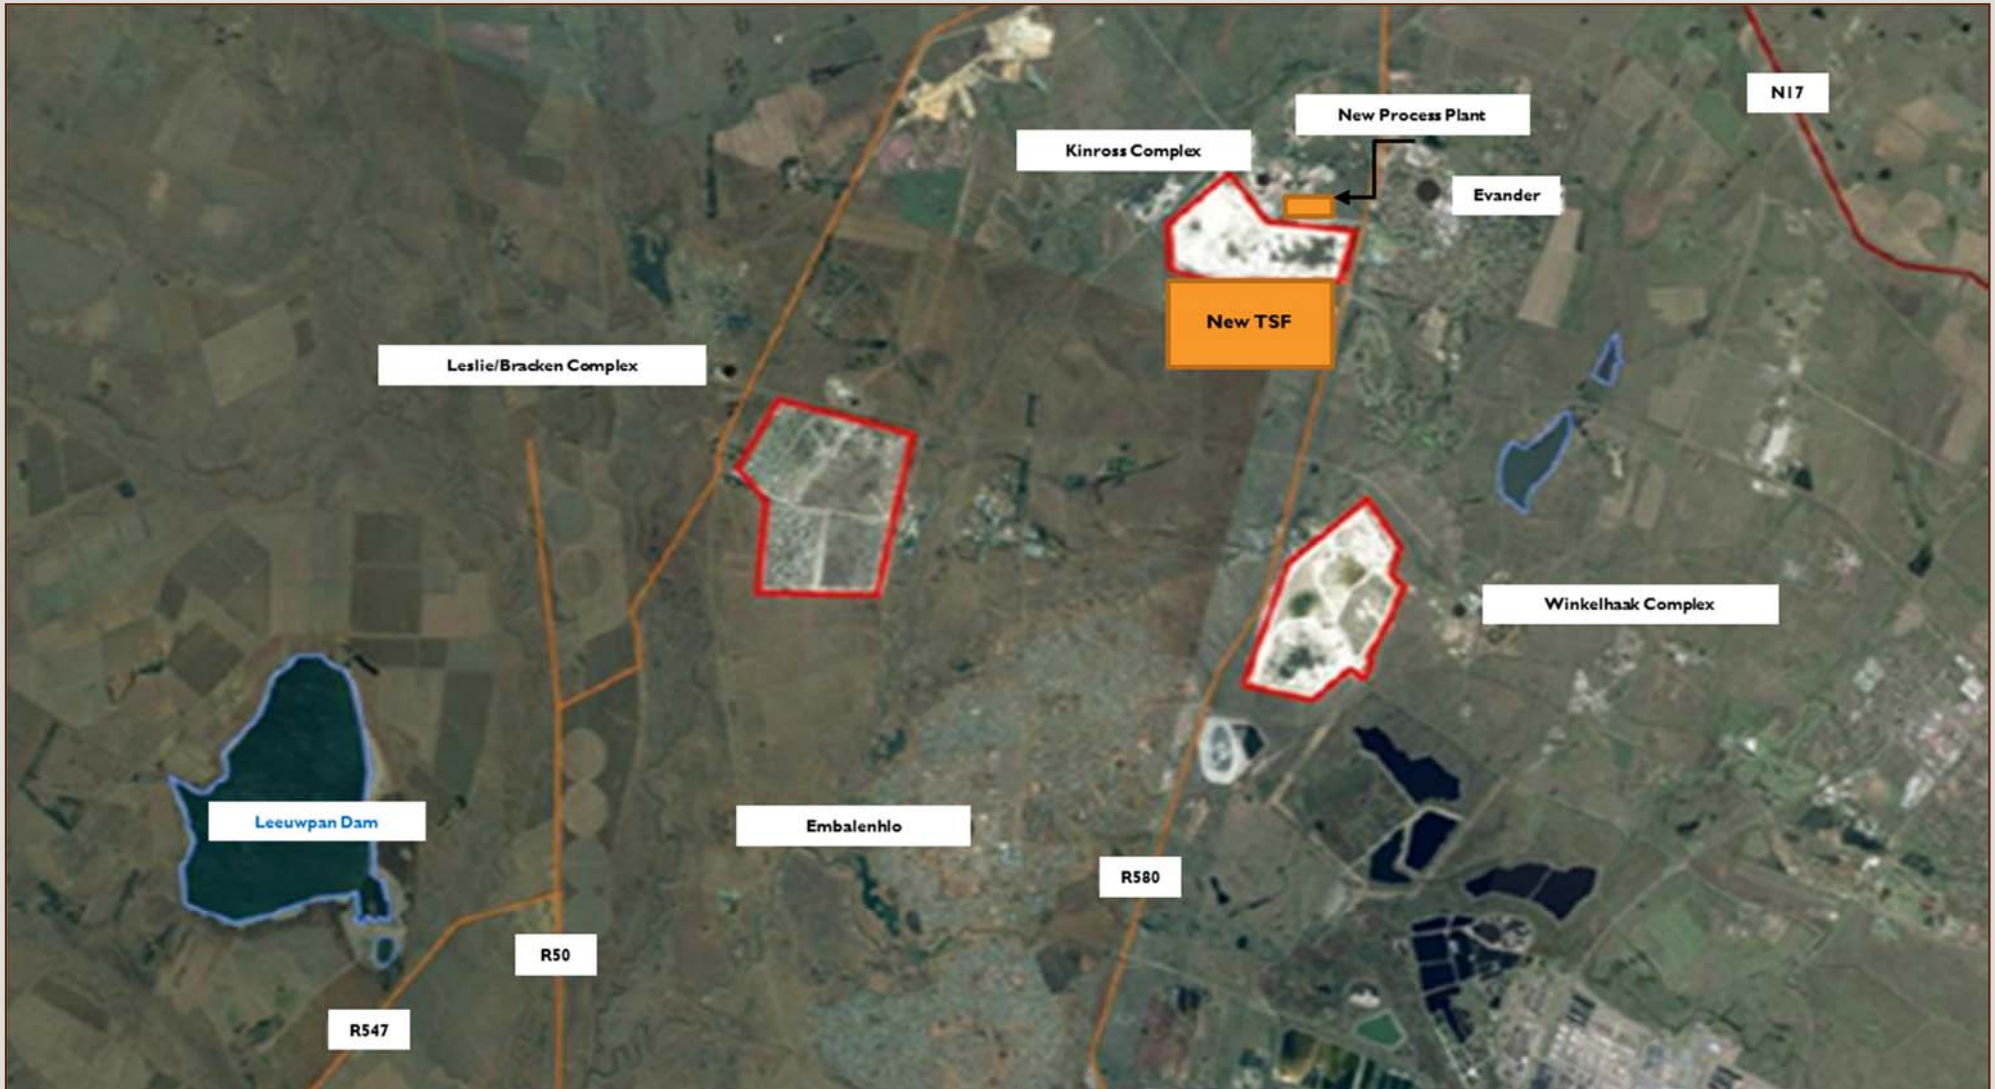 N17
New Process Plant
Kinross Complex
Evander
New TSF
Leslie/Bracken Complex
Winkelhaak Complex
Leeuwpan Dam
Embalenhlo
R580
R50
R547